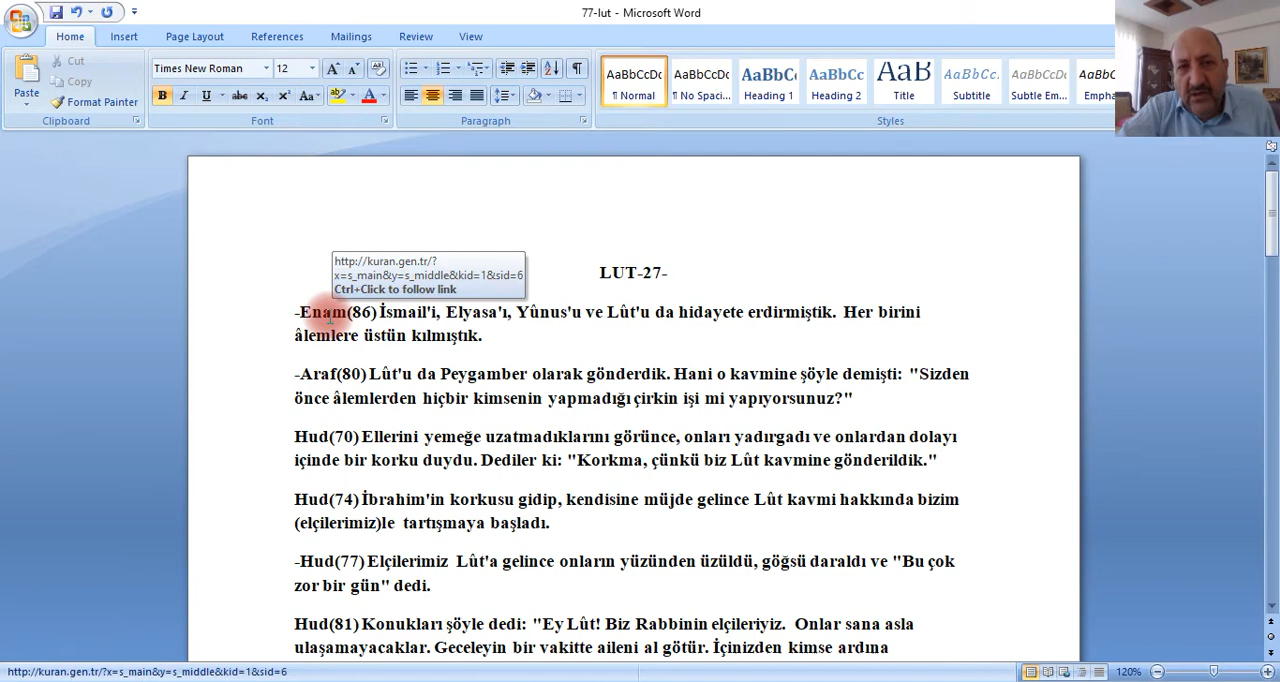 77-lut - Microsoft Word
Home Insert Page Layout References Mailings Review View
Paste
Cut
Copy
Format Painter
Clipboard
Times New Roman 12
Font
Paragraph
AaBbCcDc AaBbCcDc AaBbC AaBbCc AaB AaBbCc. AaBbCcDc AaBbCc
¶ Normal ¶ No Spaci... Heading 1 Heading 2 Title Subtitle Subtle Em... Empha
Styles
LUT-27-
http://kuran.gen.tr/?
x=s_main&y=s_middle&kid=1&sid=6
Ctrl+Click to follow link
-Enam(86) İsmail'i, Elyasa'ı, Yûnus'u ve Lût'u da hidayete erdirmiştik. Her birini
âlemlere üstün kılmıştık.
-Araf(80) Lût'u da Peygamber olarak gönderdik. Hani o kavmine şöyle demişti: "Sizden
önce âlemlerden hiçbir kimsenin yapmadığı çirkin işi mi yapıyorsunuz?"
Hud(70) Ellerini yemeğe uzatmadıklarını görünce, onları yadırgadı ve onlardan dolayı
içinde bir korku duydu. Dediler ki: "Korkma, çünkü biz Lût kavmine gönderildik."
Hud(74) İbrahim'in korkusu gidip, kendisine müjde gelince Lût kavmi hakkında bizim
(elçilerimiz)le tartışmaya başladı.
-Hud(77) Elçilerimiz Lût'a gelince onların yüzünden üzüldü, göğsü daraldı ve "Bu çok
zor bir gün" dedi.
Hud(81) Konukları şöyle dedi: "Ey Lût! Biz Rabbinin elçileriyiz. Onlar sana asla
ulaşamayacaklar. Geceleyin bir vakitte aileni al götür. İçinizden kimse ardına
http://kuran.gen.tr/?x=s_main&y=s_middle&kid=1&sid=6
120%